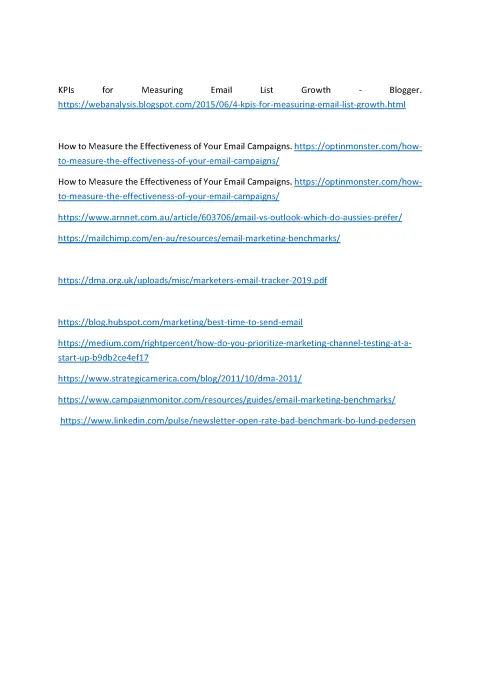 KPIs for Measuring Email List Growth - Blogger.
https://webanalysis.blogspot.com/2015/06/4-kpis-for-measuring-email-list-growth.html
How to Measure the Effectiveness of Your Email Campaigns. https://optinmonster.com/how-
to-measure-the-effectiveness-of-your-email-campaigns/
How to Measure the Effectiveness of Your Email Campaigns. https://optinmonster.com/how-
to-measure-the-effectiveness-of-your-email-campaigns/
https://www.arnnet.com.au/article/603706/gmail-vs-outlook-which-do-aussies-prefer/
https://mailchimp.com/en-au/resources/email-marketing-benchmarks/
https://dma.org.uk/uploads/misc/marketers-email-tracker-2019.pdf
https://blog.hubspot.com/marketing/best-time-to-send-email
https://medium.com/rightpercent/how-do-you-prioritize-marketing-channel-testing-at-a-
start-up-b9db2ce4ef17
https://www.strategicamerica.com/blog/2011/10/dma-2011/
https://www.campaignmonitor.com/resources/guides/email-marketing-benchmarks/
https://www.linkedin.com/pulse/newsletter-open-rate-bad-benchmark-bo-lund-pedersen